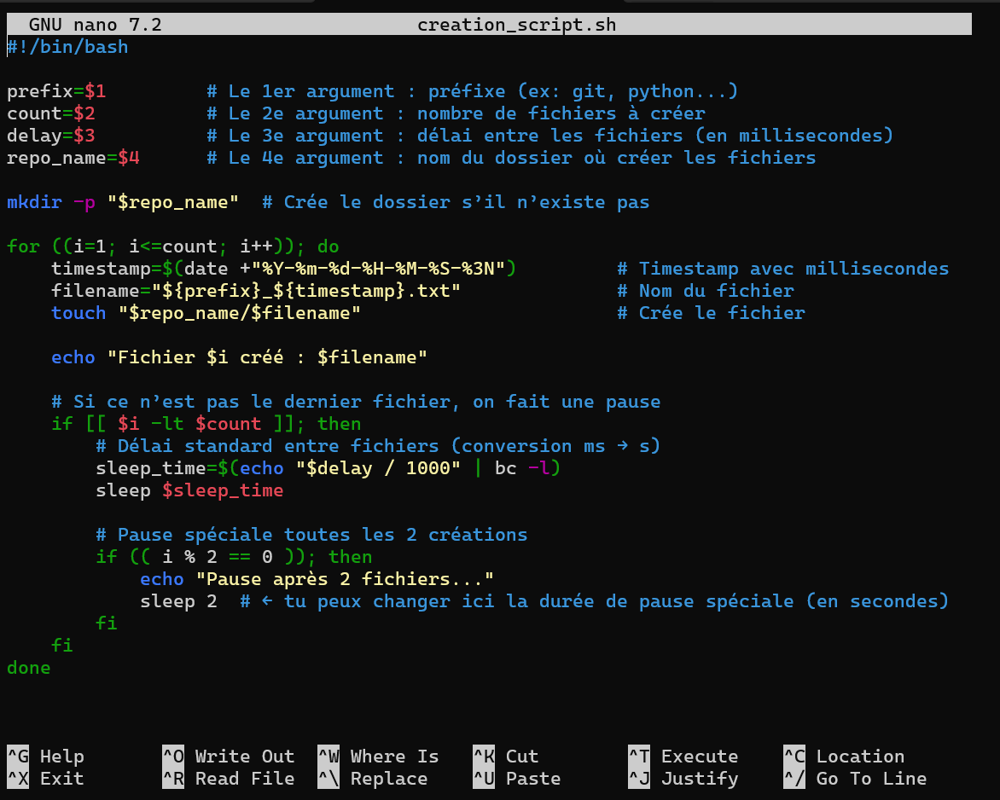 GNU nano 7.2 creation_script.sh
#!/bin/bash

prefix=$1         # Le 1er argument : préfixe (ex: git, python...)
count=$2          # Le 2e argument : nombre de fichiers à créer
delay=$3          # Le 3e argument : délai entre les fichiers (en millisecondes)
repo_name=$4      # Le 4e argument : nom du dossier où créer les fichiers

mkdir -p "$repo_name"  # Crée le dossier s’il n’existe pas

for ((i=1; i<=count; i++)); do
    timestamp=$(date +"%Y-%m-%d-%H-%M-%S-%3N")         # Timestamp avec millisecondes
    filename="${prefix}_${timestamp}.txt"              # Nom du fichier
    touch "$repo_name/$filename"                       # Crée le fichier

    echo "Fichier $i créé : $filename"

    # Si ce n’est pas le dernier fichier, on fait une pause
    if [[ $i -lt $count ]]; then
        # Délai standard entre fichiers (conversion ms → s)
        sleep_time=$(echo "$delay / 1000" | bc -l)
        sleep $sleep_time

        # Pause spéciale toutes les 2 créations
        if (( i % 2 == 0 )); then
            echo "Pause après 2 fichiers..."
            sleep 2  # ← tu peux changer ici la durée de pause spéciale (en secondes)
        fi
    fi
done

^G Help ^O Write Out ^W Where Is ^K Cut ^T Execute ^C Location
^X Exit ^R Read File ^\ Replace ^U Paste ^J Justify ^/ Go To Line